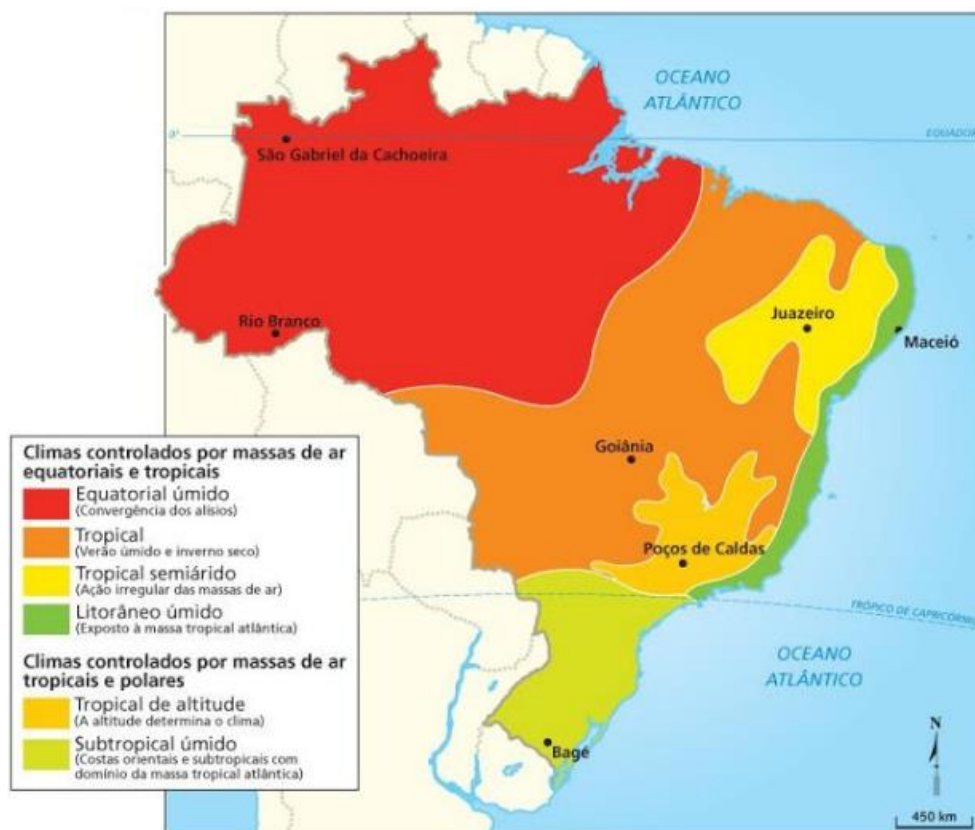 OCEANO
ATLÂNTICO
0°
EQUADOR
São Gabriel da Cachoeira
Rio Branco
Juazeiro
Maceió
Goiânia
Poços de Caldas
TRÓPICO DE CAPRICÓRNIO
OCEANO
ATLÂNTICO
Bagé
N
450 km
Climas controlados por massas de ar
equatoriais e tropicais
Equatorial úmido
(Convergência dos alísios)
Tropical
(Verão úmido e inverno seco)
Tropical semiárido
(Ação irregular das massas de ar)
Litorâneo úmido
(Exposto à massa tropical atlântica)
Climas controlados por massas de ar
tropicais e polares
Tropical de altitude
(A altitude determina o clima)
Subtropical úmido
(Costas orientais e subtropicais com
domínio da massa tropical atlântica)